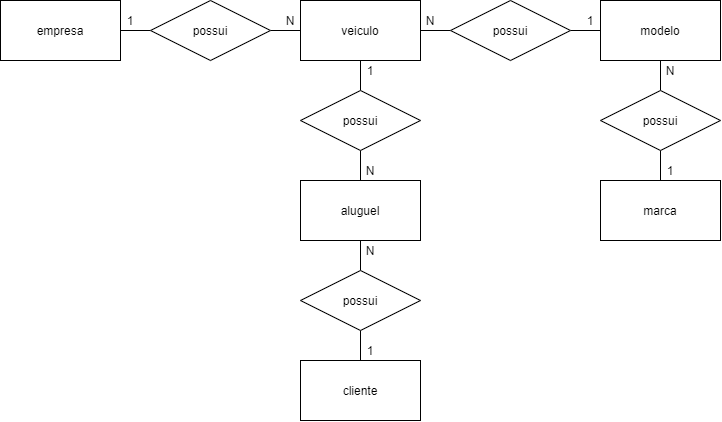 empresa
1
possui
N
veiculo
N
possui
1
modelo
1
N
possui
possui
N
1
aluguel
marca
N
possui
1
cliente